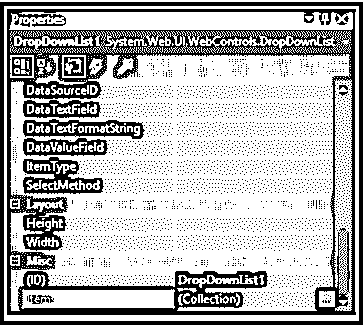 Properties
DropDownList1 System.Web.UI.WebControls.DropDownList
DataSourceID
DataTextField
DataTextFormatString
DataValueField
ItemType
SelectMethod
Layout
Height
Width
Misc
(ID) DropDownList1
Items (Collection) ...